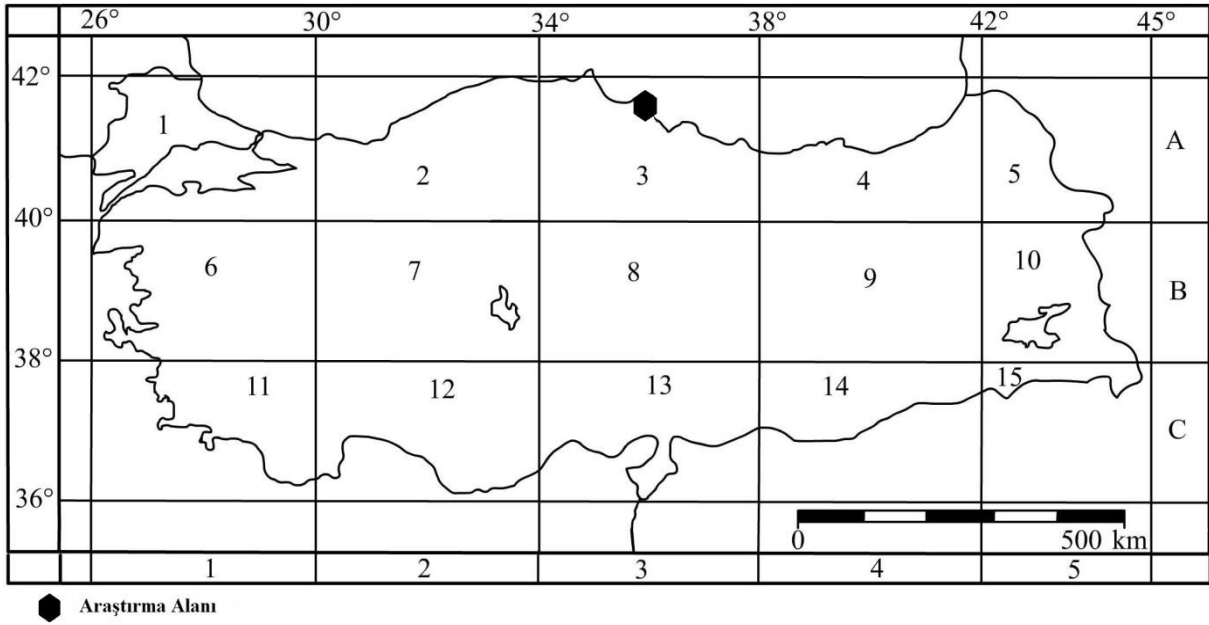 26° 30° 34° 38° 42° 45°
42°
1 2 3 4 5 A
40°
6 7 8 9 10 B
38°
11 12 13 14 15 C
36°
0 500 km
1 2 3 4 5
Araştırma Alanı